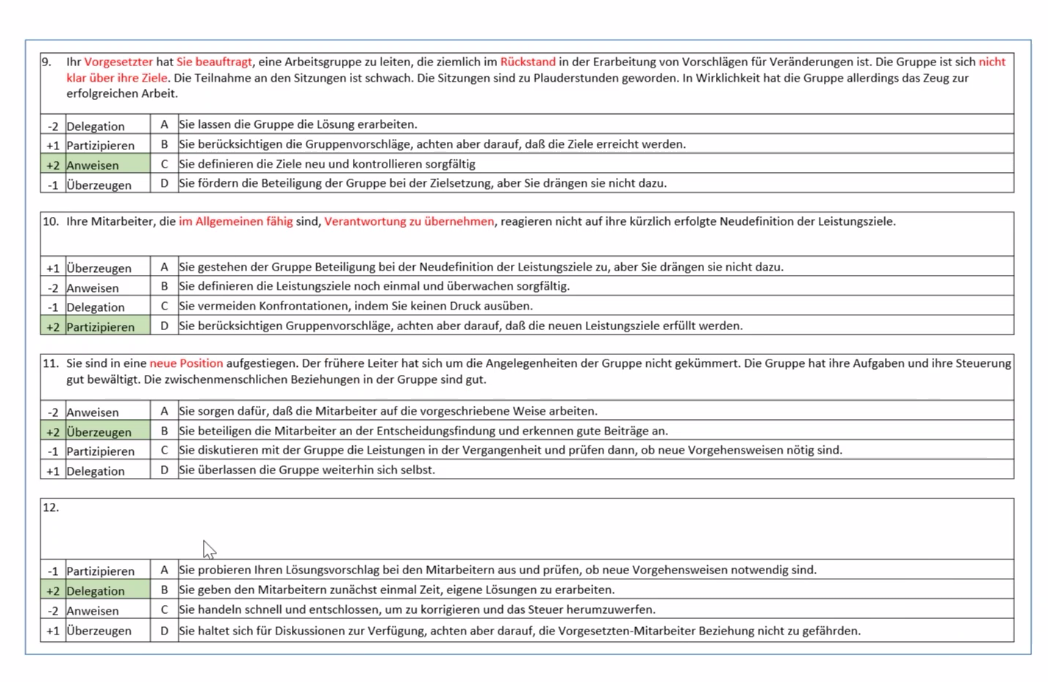 9. Ihr Vorgesetzter hat Sie beauftragt, eine Arbeitsgruppe zu leiten, die ziemlich im Rückstand in der Erarbeitung von Vorschlägen für Veränderungen ist. Die Gruppe ist sich nicht
klar über ihre Ziele. Die Teilnahme an den Sitzungen ist schwach. Die Sitzungen sind zu Plauderstunden geworden. In Wirklichkeit hat die Gruppe allerdings das Zeug zur
erfolgreichen Arbeit.
-2 Delegation A Sie lassen die Gruppe die Lösung erarbeiten.
+1 Partizipieren B Sie berücksichtigen die Gruppenvorschläge, achten aber darauf, daß die Ziele erreicht werden.
+2 Anweisen C Sie definieren die Ziele neu und kontrollieren sorgfältig
-1 Überzeugen D Sie fördern die Beteiligung der Gruppe bei der Zielsetzung, aber Sie drängen sie nicht dazu.
10. Ihre Mitarbeiter, die im Allgemeinen fähig sind, Verantwortung zu übernehmen, reagieren nicht auf ihre kürzlich erfolgte Neudefinition der Leistungsziele.
+1 Überzeugen A Sie gestehen der Gruppe Beteiligung bei der Neudefinition der Leistungsziele zu, aber Sie drängen sie nicht dazu.
-2 Anweisen B Sie definieren die Leistungsziele noch einmal und überwachen sorgfältig.
-1 Delegation C Sie vermeiden Konfrontationen, indem Sie keinen Druck ausüben.
+2 Partizipieren D Sie berücksichtigen Gruppenvorschläge, achten aber darauf, daß die neuen Leistungsziele erfüllt werden.
11. Sie sind in eine neue Position aufgestiegen. Der frühere Leiter hat sich um die Angelegenheiten der Gruppe nicht gekümmert. Die Gruppe hat ihre Aufgaben und ihre Steuerung
gut bewältigt. Die zwischenmenschlichen Beziehungen in der Gruppe sind gut.
-2 Anweisen A Sie sorgen dafür, daß die Mitarbeiter auf die vorgeschriebene Weise arbeiten.
+2 Überzeugen B Sie beteiligen die Mitarbeiter an der Entscheidungsfindung und erkennen gute Beiträge an.
-1 Partizipieren C Sie diskutieren mit der Gruppe die Leistungen in der Vergangenheit und prüfen dann, ob neue Vorgehensweisen nötig sind.
+1 Delegation D Sie überlassen die Gruppe weiterhin sich selbst.
12.
-1 Partizipieren A Sie probieren Ihren Lösungsvorschlag bei den Mitarbeitern aus und prüfen, ob neue Vorgehensweisen notwendig sind.
+2 Delegation B Sie geben den Mitarbeitern zunächst einmal Zeit, eigene Lösungen zu erarbeiten.
-2 Anweisen C Sie handeln schnell und entschlossen, um zu korrigieren und das Steuer herumzuwerfen.
+1 Überzeugen D Sie haltet sich für Diskussionen zur Verfügung, achten aber darauf, die Vorgesetzten-Mitarbeiter Beziehung nicht zu gefährden.